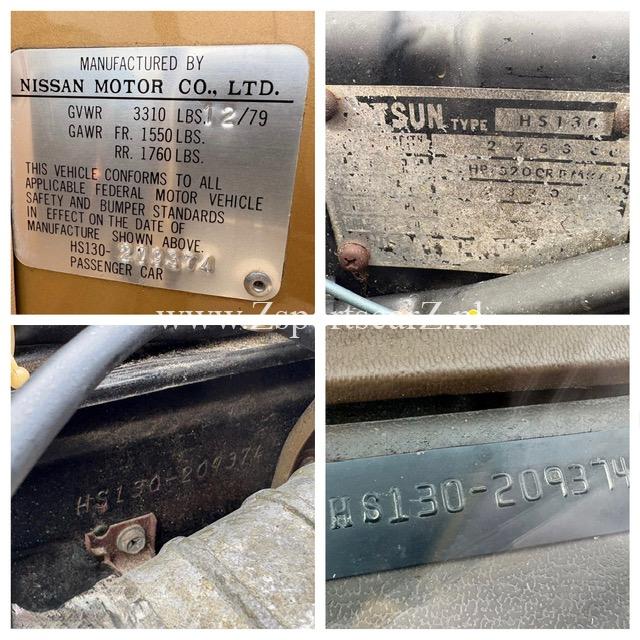 MANUFACTURED BY
NISSAN MOTOR CO., LTD.
GVWR 3310 LBS. 12/79
GAWR FR. 1550 LBS.
RR. 1760 LBS.
THIS VEHICLE CONFORMS TO ALL
APPLICABLE FEDERAL MOTOR VEHICLE
SAFETY AND BUMPER STANDARDS
IN EFFECT ON THE DATE OF
MANUFACTURE SHOWN ABOVE.
HS130-209374
PASSENGER CAR
TSUN TYPE HS130
2753
www.ZsportscarZ.nl
HS130-209374
HS130-209374